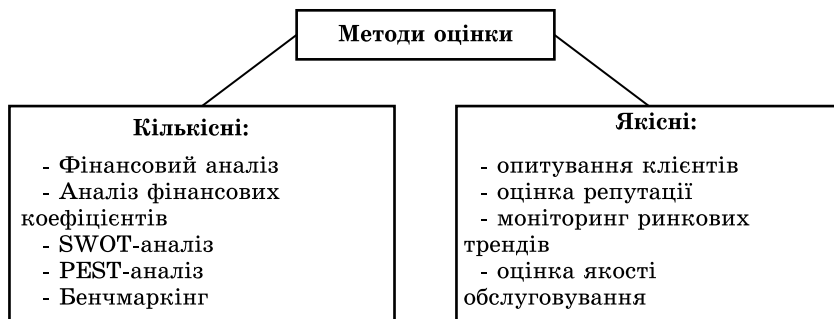 Методи оцінки
Кількісні:
- Фінансовий аналіз
- Аналіз фінансових
коефіцієнтів
- SWOT-аналіз
- PEST-аналіз
- Бенчмаркінг
Якісні:
- опитування клієнтів
- оцінка репутації
- моніторинг ринкових
трендів
- оцінка якості
обслуговування